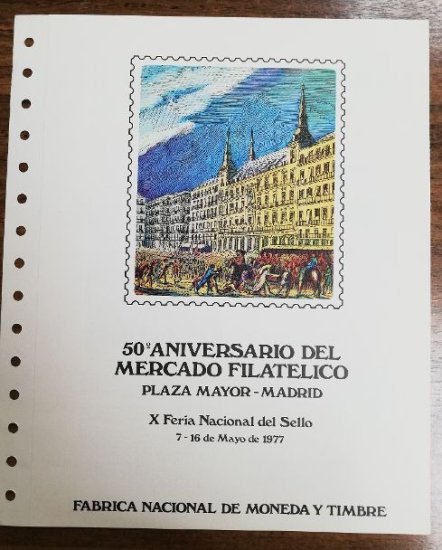 50º ANIVERSARIO DEL
MERCADO FILATELICO
PLAZA MAYOR - MADRID
X Feria Nacional del Sello
7 - 16 de Mayo de 1977
FABRICA NACIONAL DE MONEDA Y TIMBRE